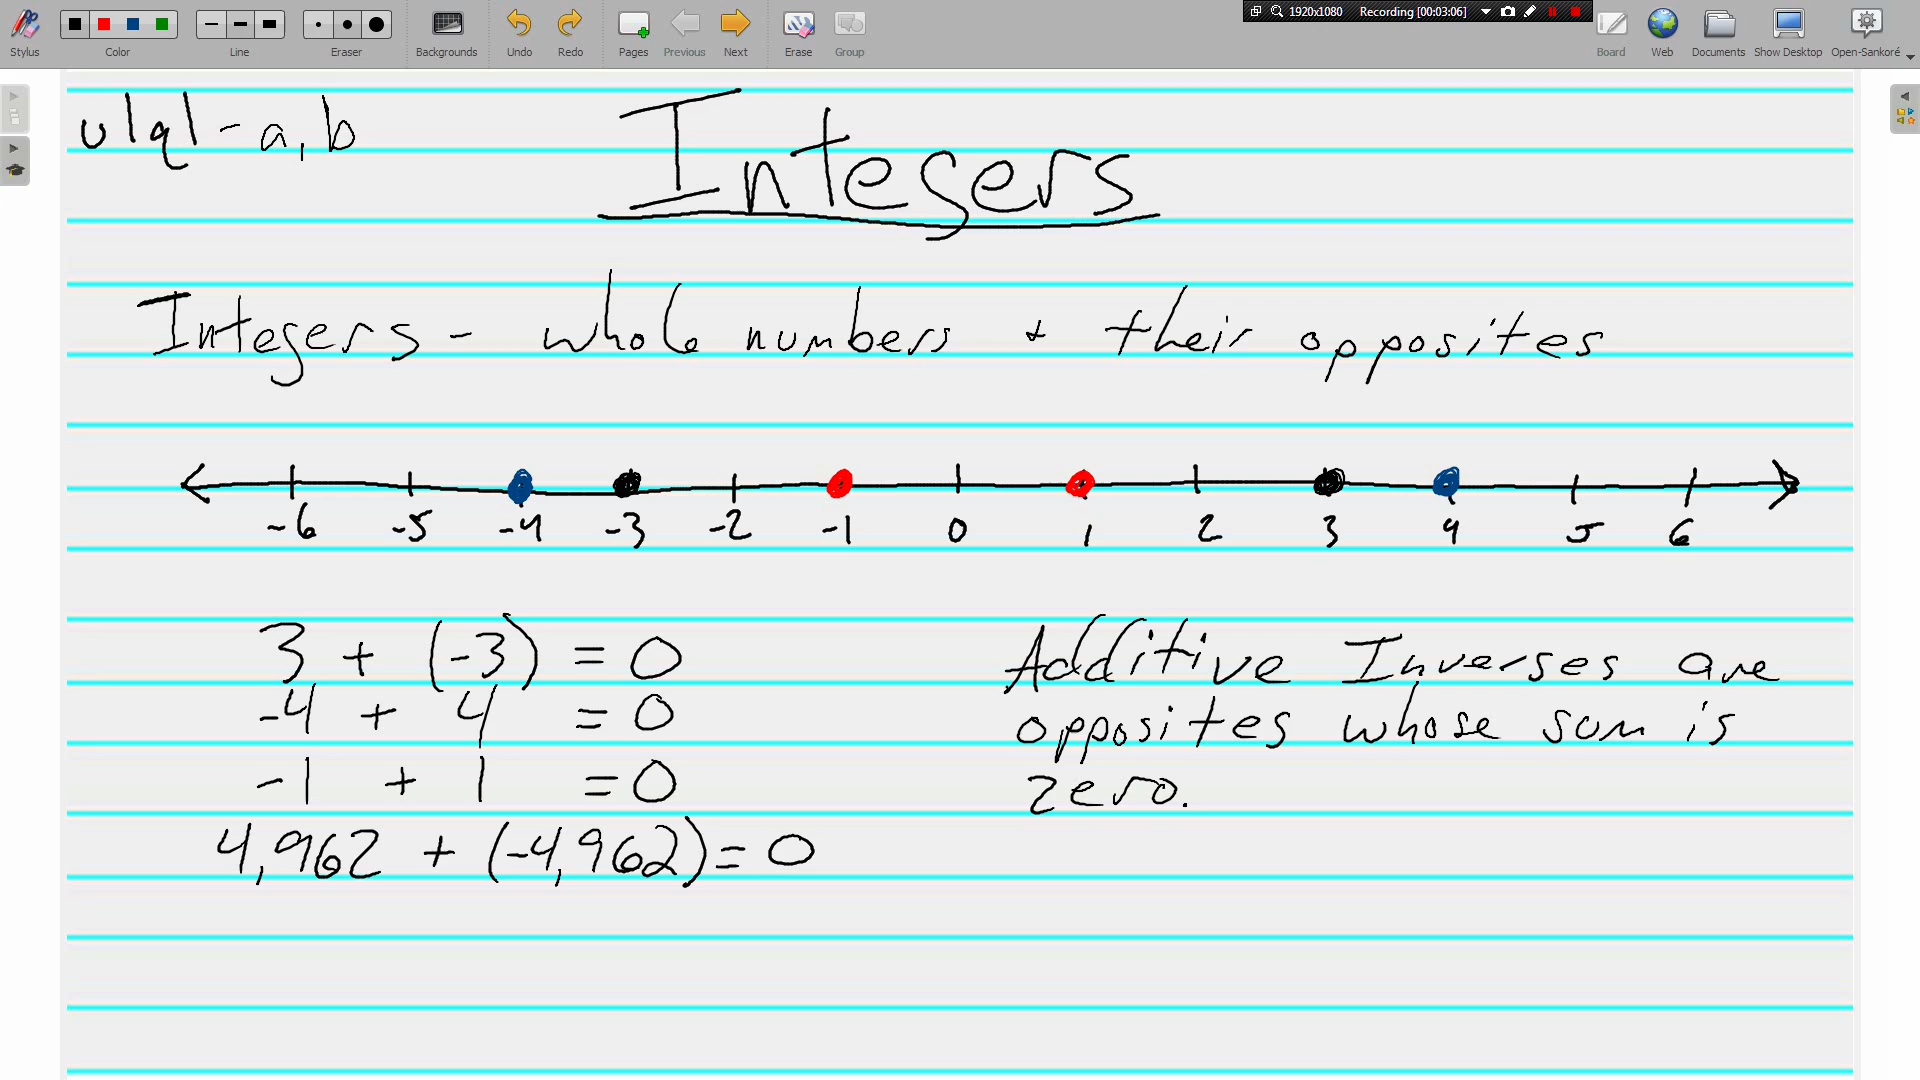 1920x1080 Recording [00:03:06]
Stylus Color Line Eraser Backgrounds Undo Redo Pages Previous Next Erase Group Board Web Documents Show Desktop Open-Sankoré
Integers
Integers - whole numbers + their opposites
-6 -5 -4 -3 -2 -1 0 1 2 3 4 5 6
3 + (-3) = 0
-4 + 4 = 0
-1 + 1 = 0
4,962 + (-4,962) = 0
Additive Inverses are
opposites whose sum is
zero.